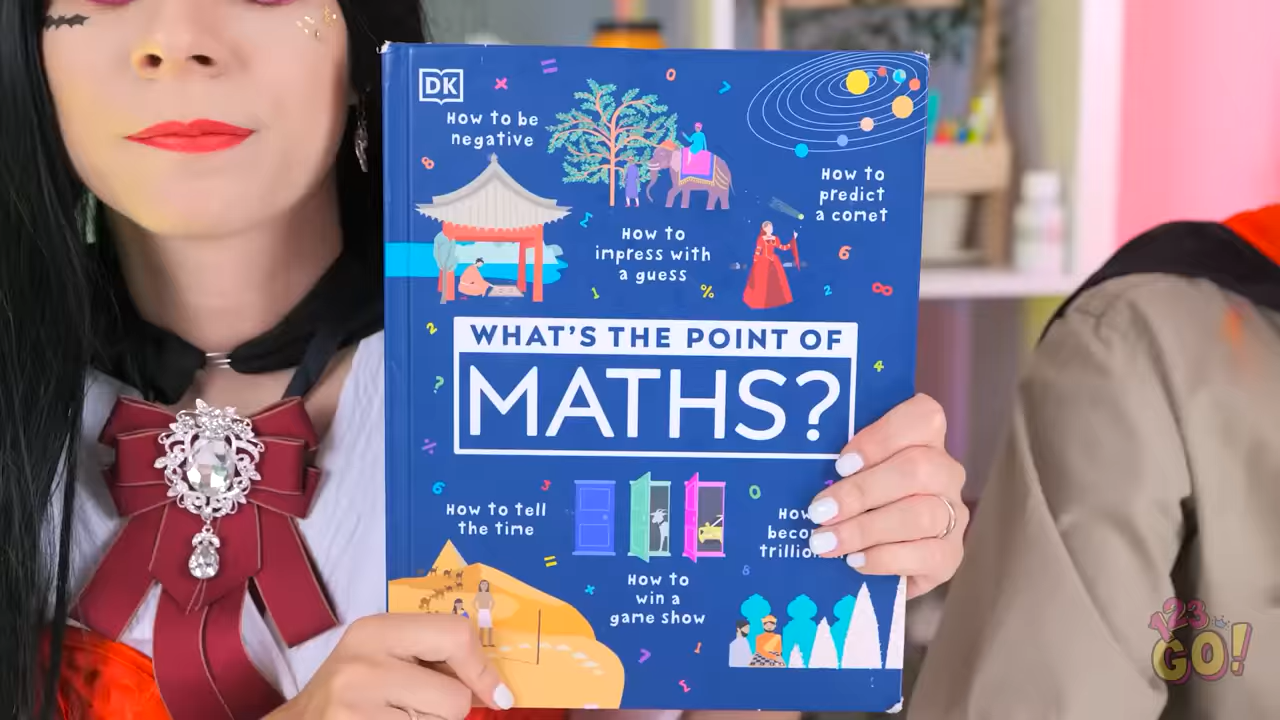 DK
How to be
negative
How to
predict
a comet
How to
impress with
a guess
WHAT'S THE POINT OF
MATHS?
How to tell
the time
How
How to
win a
game show
123
GO!